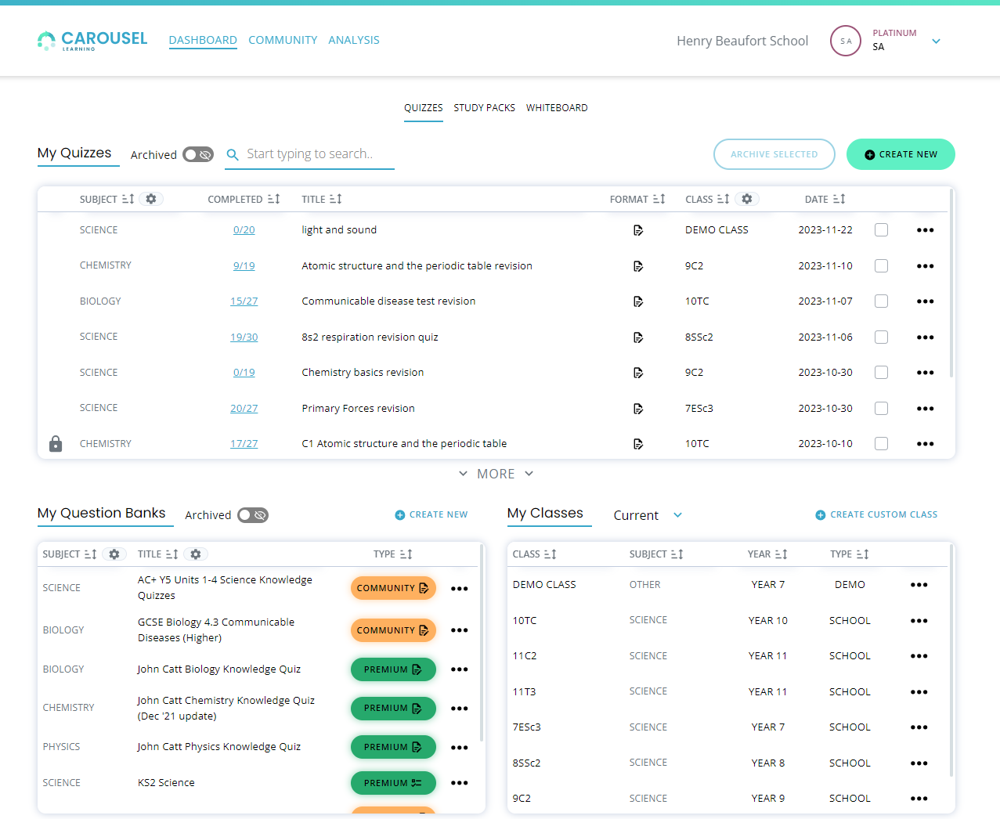 CAROUSEL
LEARNING
DASHBOARD COMMUNITY ANALYSIS
Henry Beaufort School
S A
PLATINUM
SA
QUIZZES STUDY PACKS WHITEBOARD
My Quizzes Archived Start typing to search.. ARCHIVE SELECTED CREATE NEW
SUBJECT COMPLETED TITLE FORMAT CLASS DATE
SCIENCE 0/20 light and sound DEMO CLASS 2023-11-22
CHEMISTRY 9/19 Atomic structure and the periodic table revision 9C2 2023-11-10
BIOLOGY 15/27 Communicable disease test revision 10TC 2023-11-07
SCIENCE 19/30 8s2 respiration revision quiz 8SSc2 2023-11-06
SCIENCE 0/19 Chemistry basics revision 9C2 2023-10-30
SCIENCE 20/27 Primary Forces revision 7ESc3 2023-10-30
CHEMISTRY 17/27 C1 Atomic structure and the periodic table 10TC 2023-10-10
MORE
My Question Banks Archived CREATE NEW
SUBJECT TITLE TYPE
SCIENCE AC+ Y5 Units 1-4 Science Knowledge
Quizzes COMMUNITY
BIOLOGY GCSE Biology 4.3 Communicable
Diseases (Higher) COMMUNITY
BIOLOGY John Catt Biology Knowledge Quiz PREMIUM
CHEMISTRY John Catt Chemistry Knowledge Quiz
(Dec '21 update) PREMIUM
PHYSICS John Catt Physics Knowledge Quiz PREMIUM
SCIENCE KS2 Science PREMIUM
My Classes Current CREATE CUSTOM CLASS
CLASS SUBJECT YEAR TYPE
DEMO CLASS OTHER YEAR 7 DEMO
10TC SCIENCE YEAR 10 SCHOOL
11C2 SCIENCE YEAR 11 SCHOOL
11T3 SCIENCE YEAR 11 SCHOOL
7ESc3 SCIENCE YEAR 7 SCHOOL
8SSc2 SCIENCE YEAR 8 SCHOOL
9C2 SCIENCE YEAR 9 SCHOOL